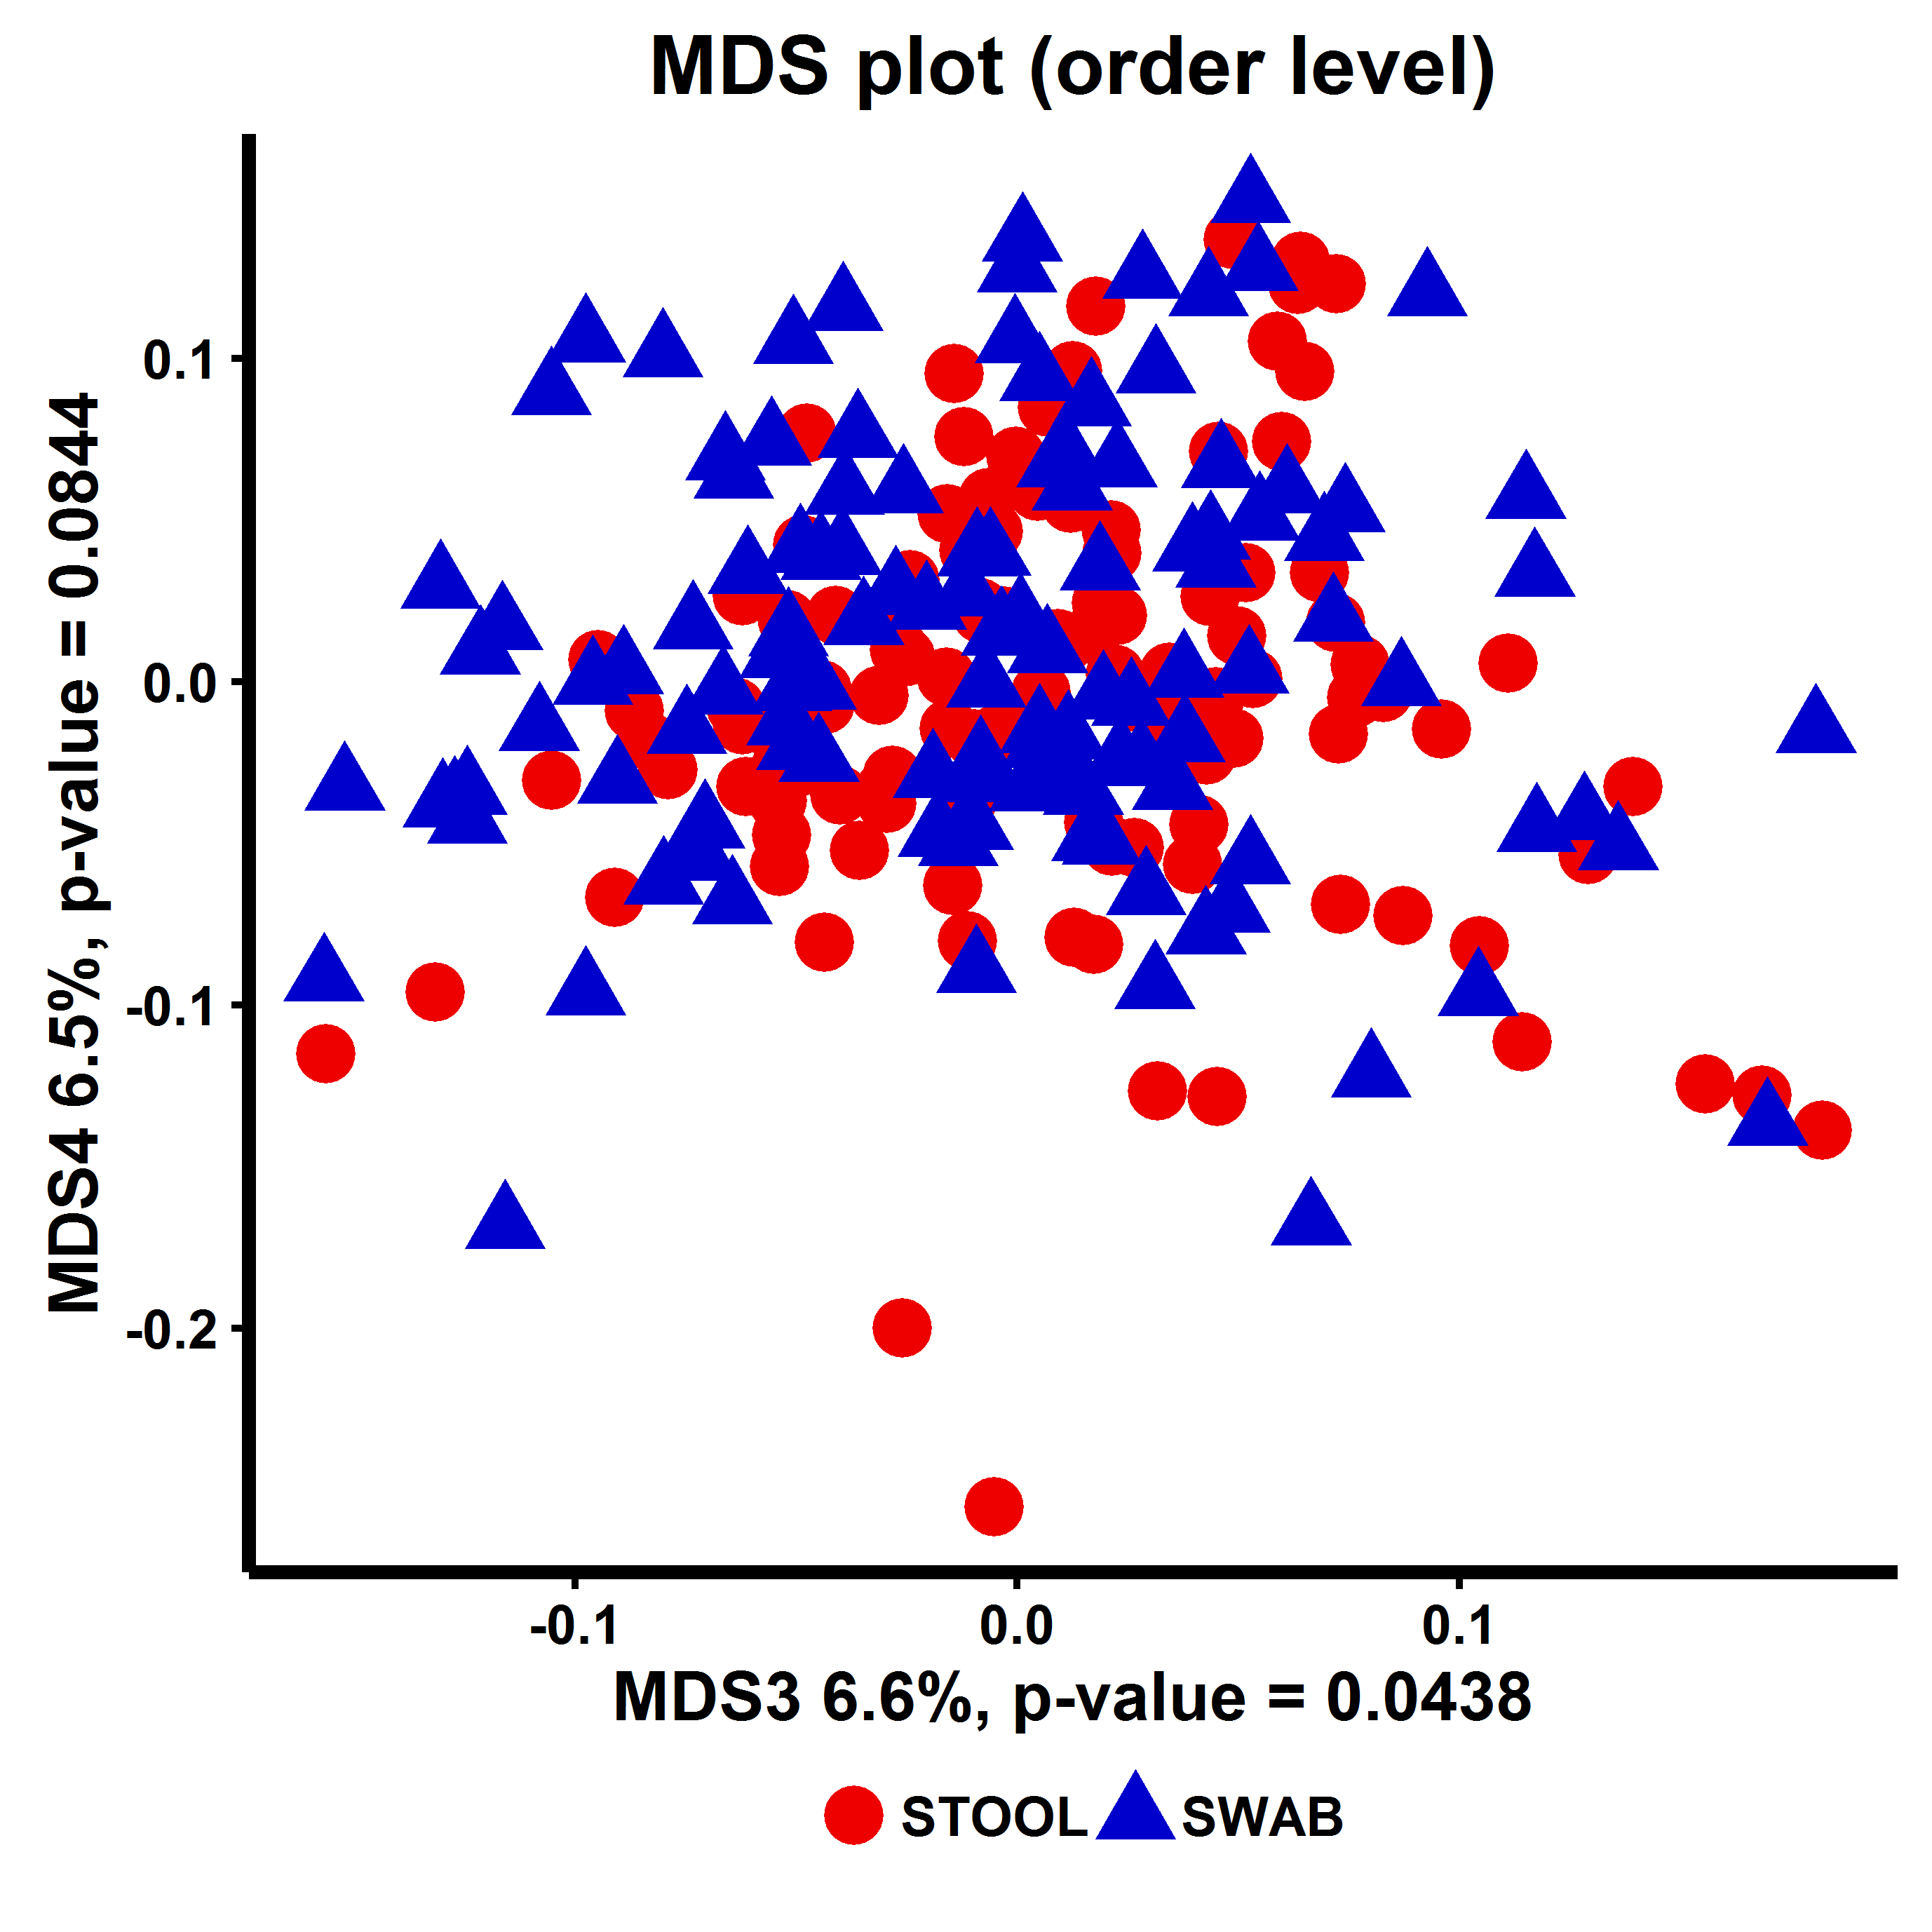 MDS plot (order level)
MDS4 6.5%, p-value = 0.0844
0.1
0.0
-0.1
-0.2
-0.1 0.0 0.1
MDS3 6.6%, p-value = 0.0438
STOOL SWAB